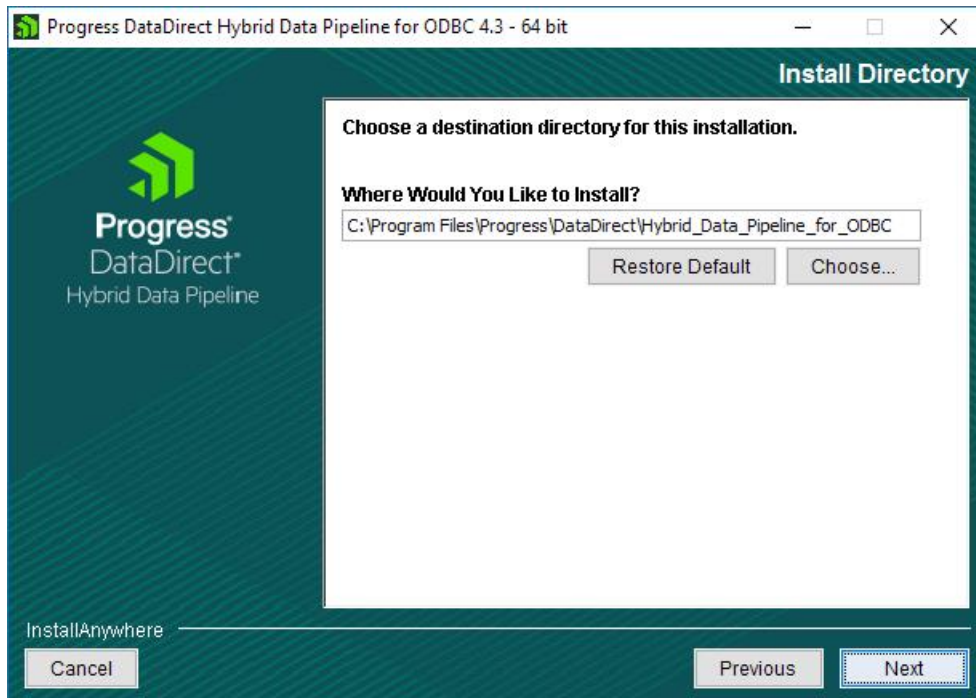 Progress DataDirect Hybrid Data Pipeline for ODBC 4.3 - 64 bit
Install Directory
Progress®
DataDirect®
Hybrid Data Pipeline
Choose a destination directory for this installation.
Where Would You Like to Install?
C:\Program Files\Progress\DataDirect\Hybrid_Data_Pipeline_for_ODBC
Restore Default Choose...
InstallAnywhere
Cancel Previous Next